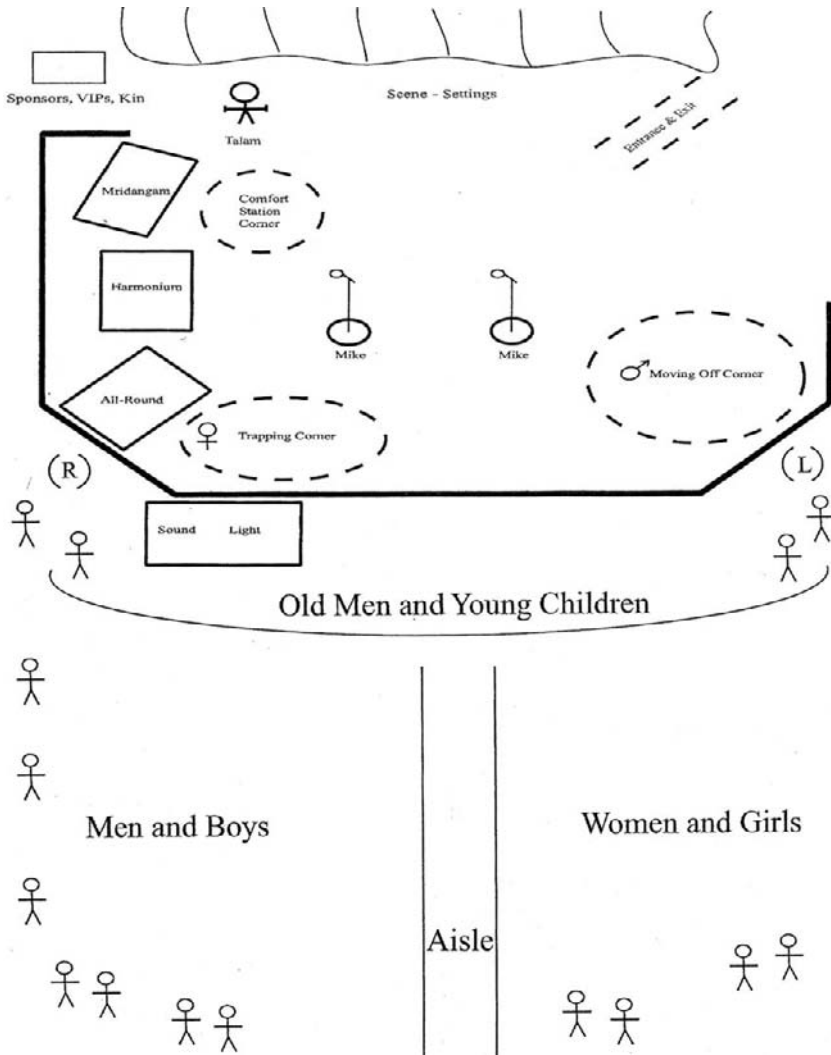 Sponsors, VIPs, Kin
Scene - Settings
Talam
Entrance & Exit
Mridangam
Comfort
Station
Corner
Harmonium
Mike
Mike
Moving Off Corner
All-Round
Trapping Corner
(R)
(L)
Sound Light
Old Men and Young Children
Men and Boys
Women and Girls
Aisle